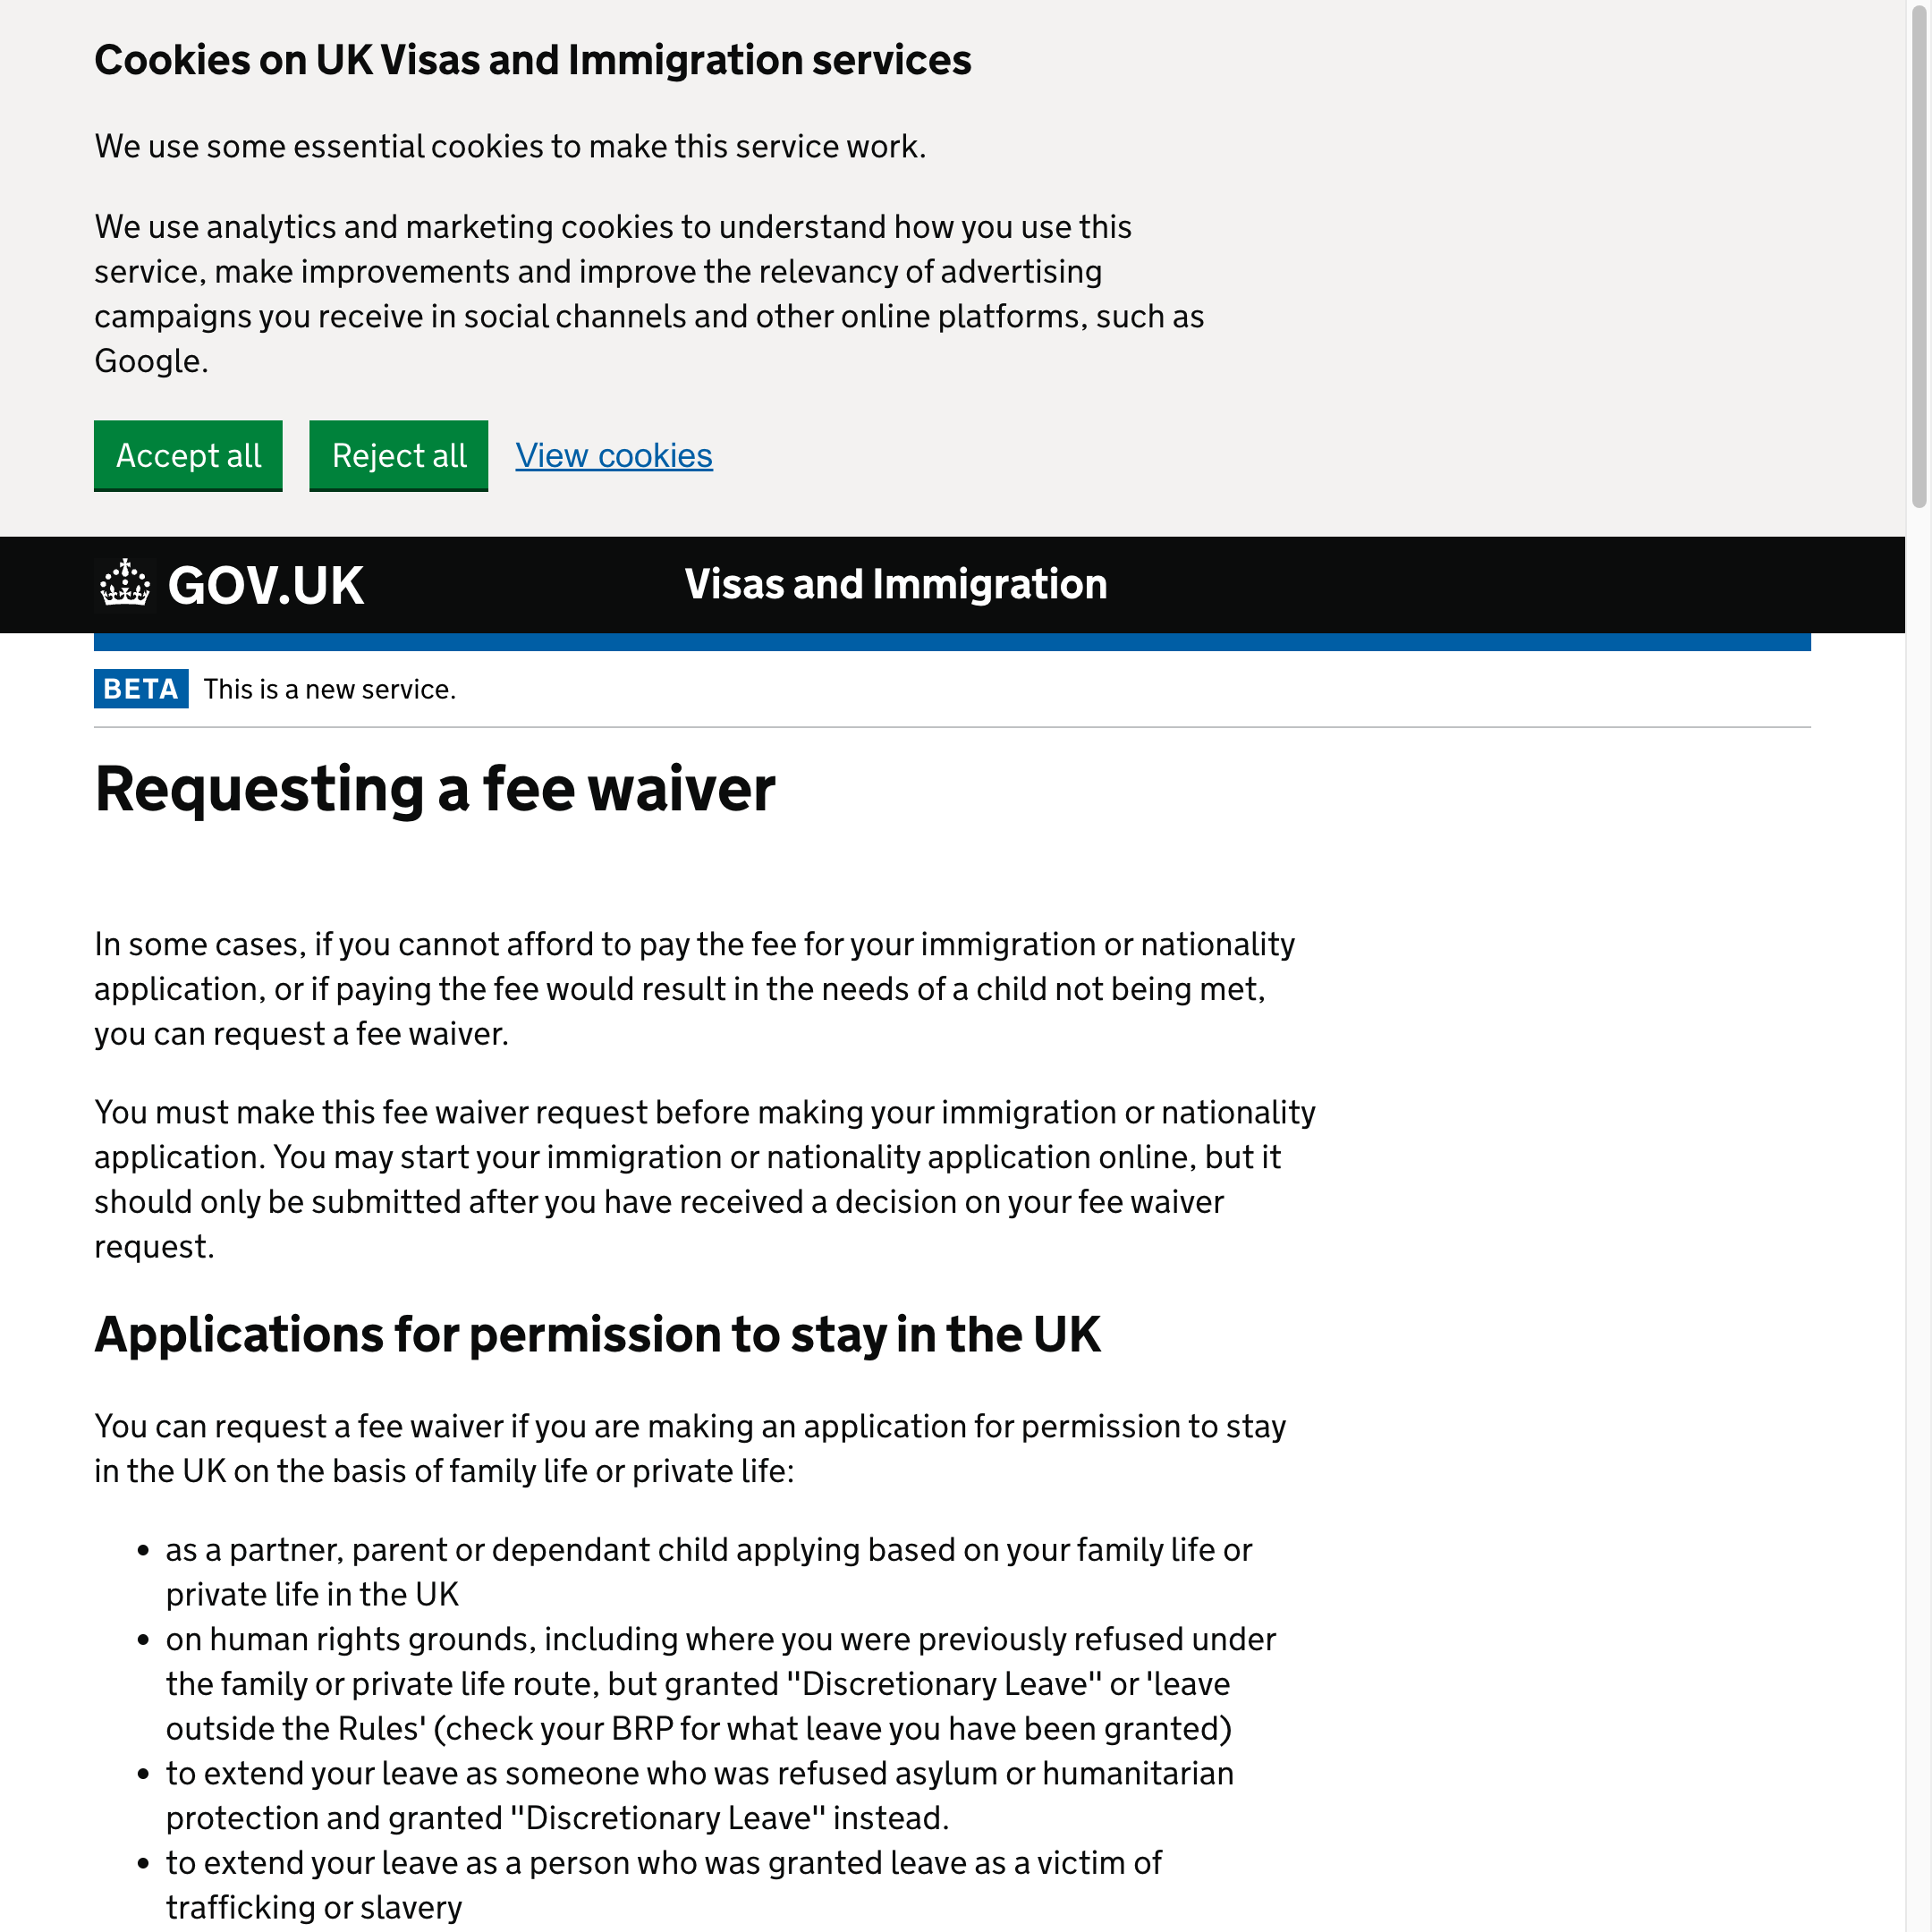 Cookies on UK Visas and Immigration services
We use some essential cookies to make this service work.
We use analytics and marketing cookies to understand how you use this
service, make improvements and improve the relevancy of advertising
campaigns you receive in social channels and other online platforms, such as
Google.
Accept all Reject all View cookies
GOV.UK Visas and Immigration
BETA This is a new service.
Requesting a fee waiver
In some cases, if you cannot afford to pay the fee for your immigration or nationality
application, or if paying the fee would result in the needs of a child not being met,
you can request a fee waiver.
You must make this fee waiver request before making your immigration or nationality
application. You may start your immigration or nationality application online, but it
should only be submitted after you have received a decision on your fee waiver
request.
Applications for permission to stay in the UK
You can request a fee waiver if you are making an application for permission to stay
in the UK on the basis of family life or private life:
• as a partner, parent or dependant child applying based on your family life or
private life in the UK
• on human rights grounds, including where you were previously refused under
the family or private life route, but granted "Discretionary Leave" or 'leave
outside the Rules' (check your BRP for what leave you have been granted)
• to extend your leave as someone who was refused asylum or humanitarian
protection and granted "Discretionary Leave" instead.
• to extend your leave as a person who was granted leave as a victim of
trafficking or slavery